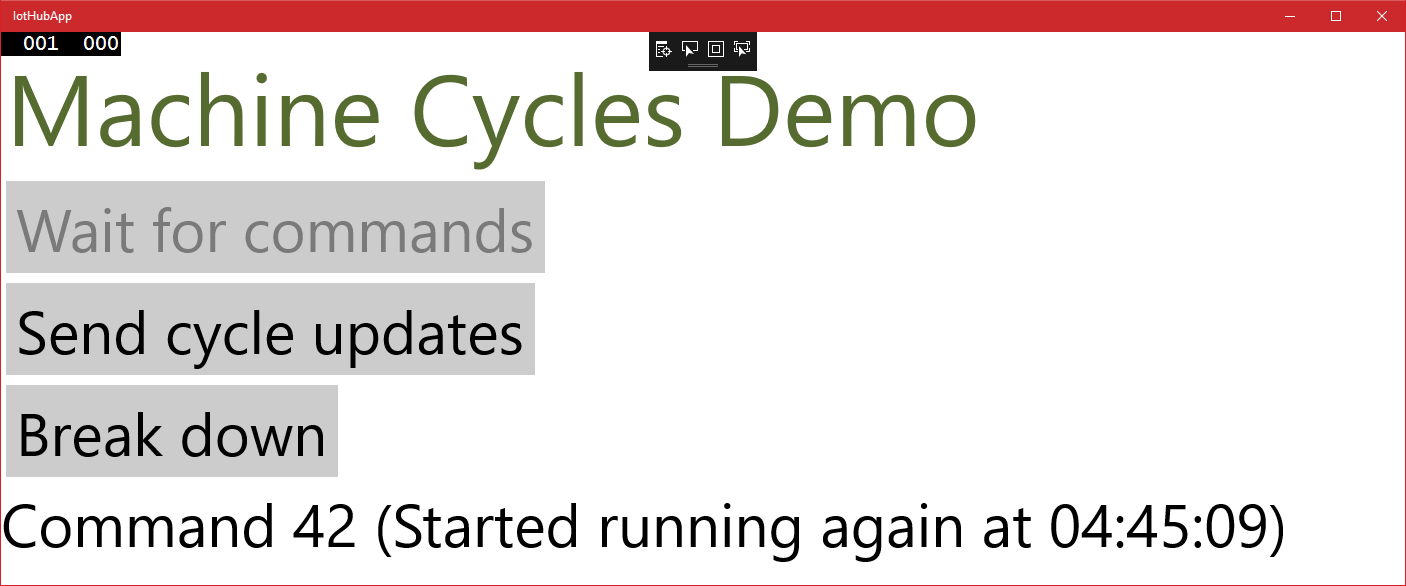 IotHubApp
001 000
Machine Cycles Demo
Wait for commands
Send cycle updates
Break down
Command 42 (Started running again at 04:45:09)